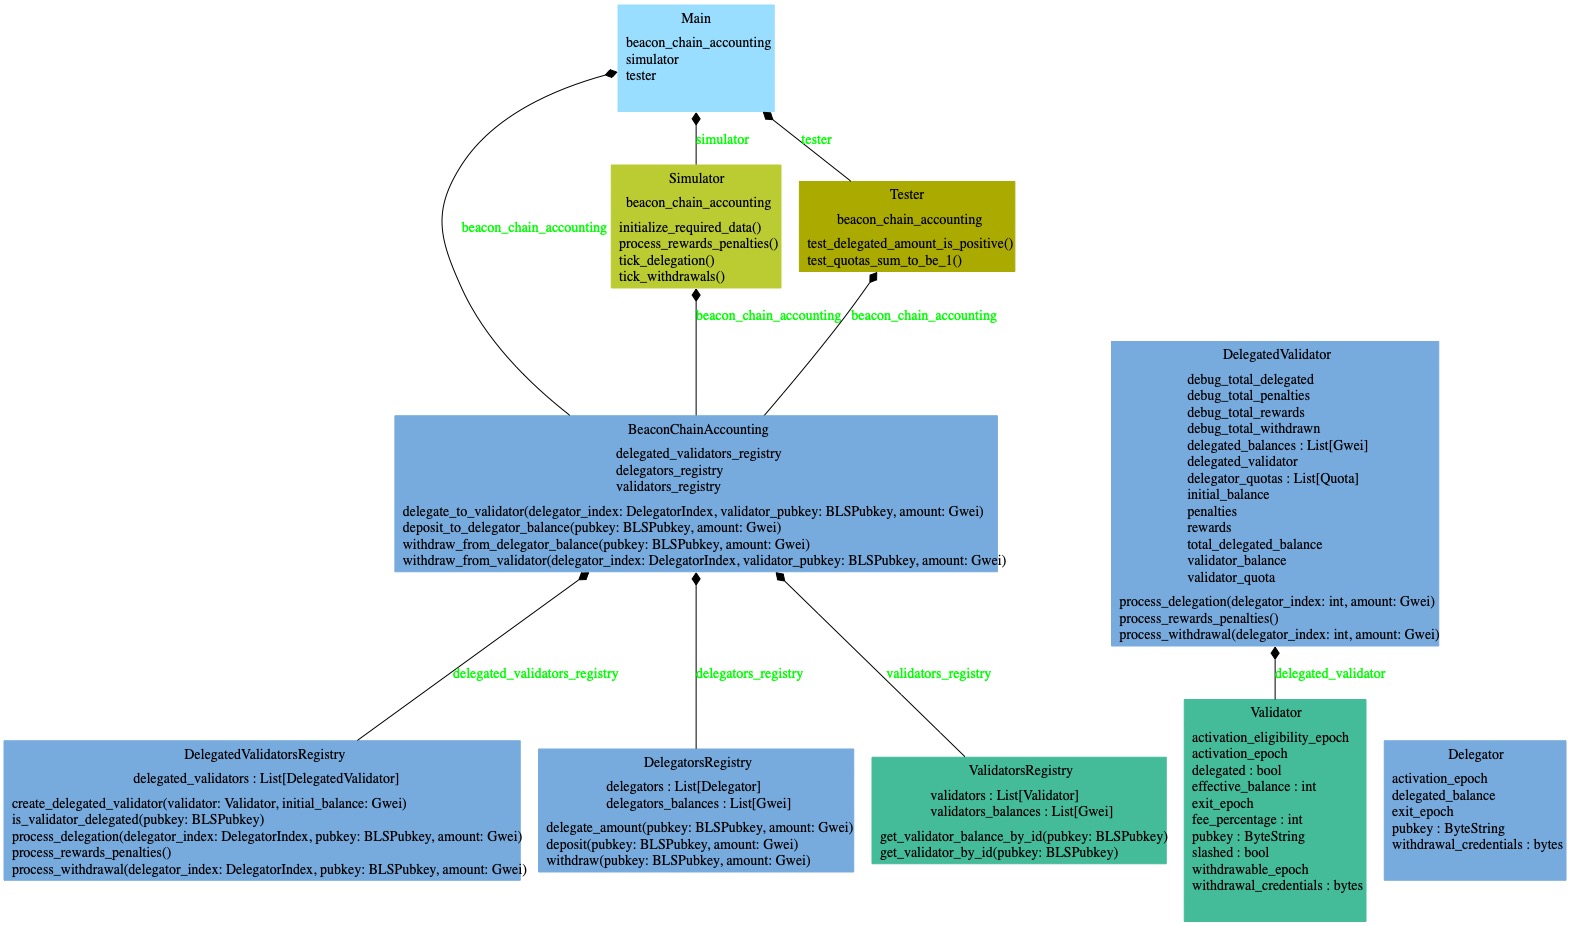 Main
beacon_chain_accounting
simulator
tester
simulator
tester
Simulator
beacon_chain_accounting
initialize_required_data()
process_rewards_penalties()
tick_delegation()
tick_withdrawals()
Tester
beacon_chain_accounting
test_delegated_amount_is_positive()
test_quotas_sum_to_be_1()
beacon_chain_accounting
beacon_chain_accounting
beacon_chain_accounting
BeaconChainAccounting
delegated_validators_registry
delegators_registry
validators_registry
delegate_to_validator(delegator_index: DelegatorIndex, validator_pubkey: BLSPubkey, amount: Gwei)
deposit_to_delegator_balance(pubkey: BLSPubkey, amount: Gwei)
withdraw_from_delegator_balance(pubkey: BLSPubkey, amount: Gwei)
withdraw_from_validator(delegator_index: DelegatorIndex, validator_pubkey: BLSPubkey, amount: Gwei)
DelegatedValidator
debug_total_delegated
debug_total_penalties
debug_total_rewards
debug_total_withdrawn
delegated_balances : List[Gwei]
delegated_validator
delegator_quotas : List[Quota]
initial_balance
penalties
rewards
total_delegated_balance
validator_balance
validator_quota
process_delegation(delegator_index: int, amount: Gwei)
process_rewards_penalties()
process_withdrawal(delegator_index: int, amount: Gwei)
delegated_validators_registry
delegators_registry
validators_registry
delegated_validator
DelegatedValidatorsRegistry
delegated_validators : List[DelegatedValidator]
create_delegated_validator(validator: Validator, initial_balance: Gwei)
is_validator_delegated(pubkey: BLSPubkey)
process_delegation(delegator_index: DelegatorIndex, pubkey: BLSPubkey, amount: Gwei)
process_rewards_penalties()
process_withdrawal(delegator_index: DelegatorIndex, pubkey: BLSPubkey, amount: Gwei)
DelegatorsRegistry
delegators : List[Delegator]
delegators_balances : List[Gwei]
delegate_amount(pubkey: BLSPubkey, amount: Gwei)
deposit(pubkey: BLSPubkey, amount: Gwei)
withdraw(pubkey: BLSPubkey, amount: Gwei)
ValidatorsRegistry
validators : List[Validator]
validators_balances : List[Gwei]
get_validator_balance_by_id(pubkey: BLSPubkey)
get_validator_by_id(pubkey: BLSPubkey)
Validator
activation_eligibility_epoch
activation_epoch
delegated : bool
effective_balance : int
exit_epoch
fee_percentage : int
pubkey : ByteString
slashed : bool
withdrawable_epoch
withdrawal_credentials : bytes
Delegator
activation_epoch
delegated_balance
exit_epoch
pubkey : ByteString
withdrawal_credentials : bytes